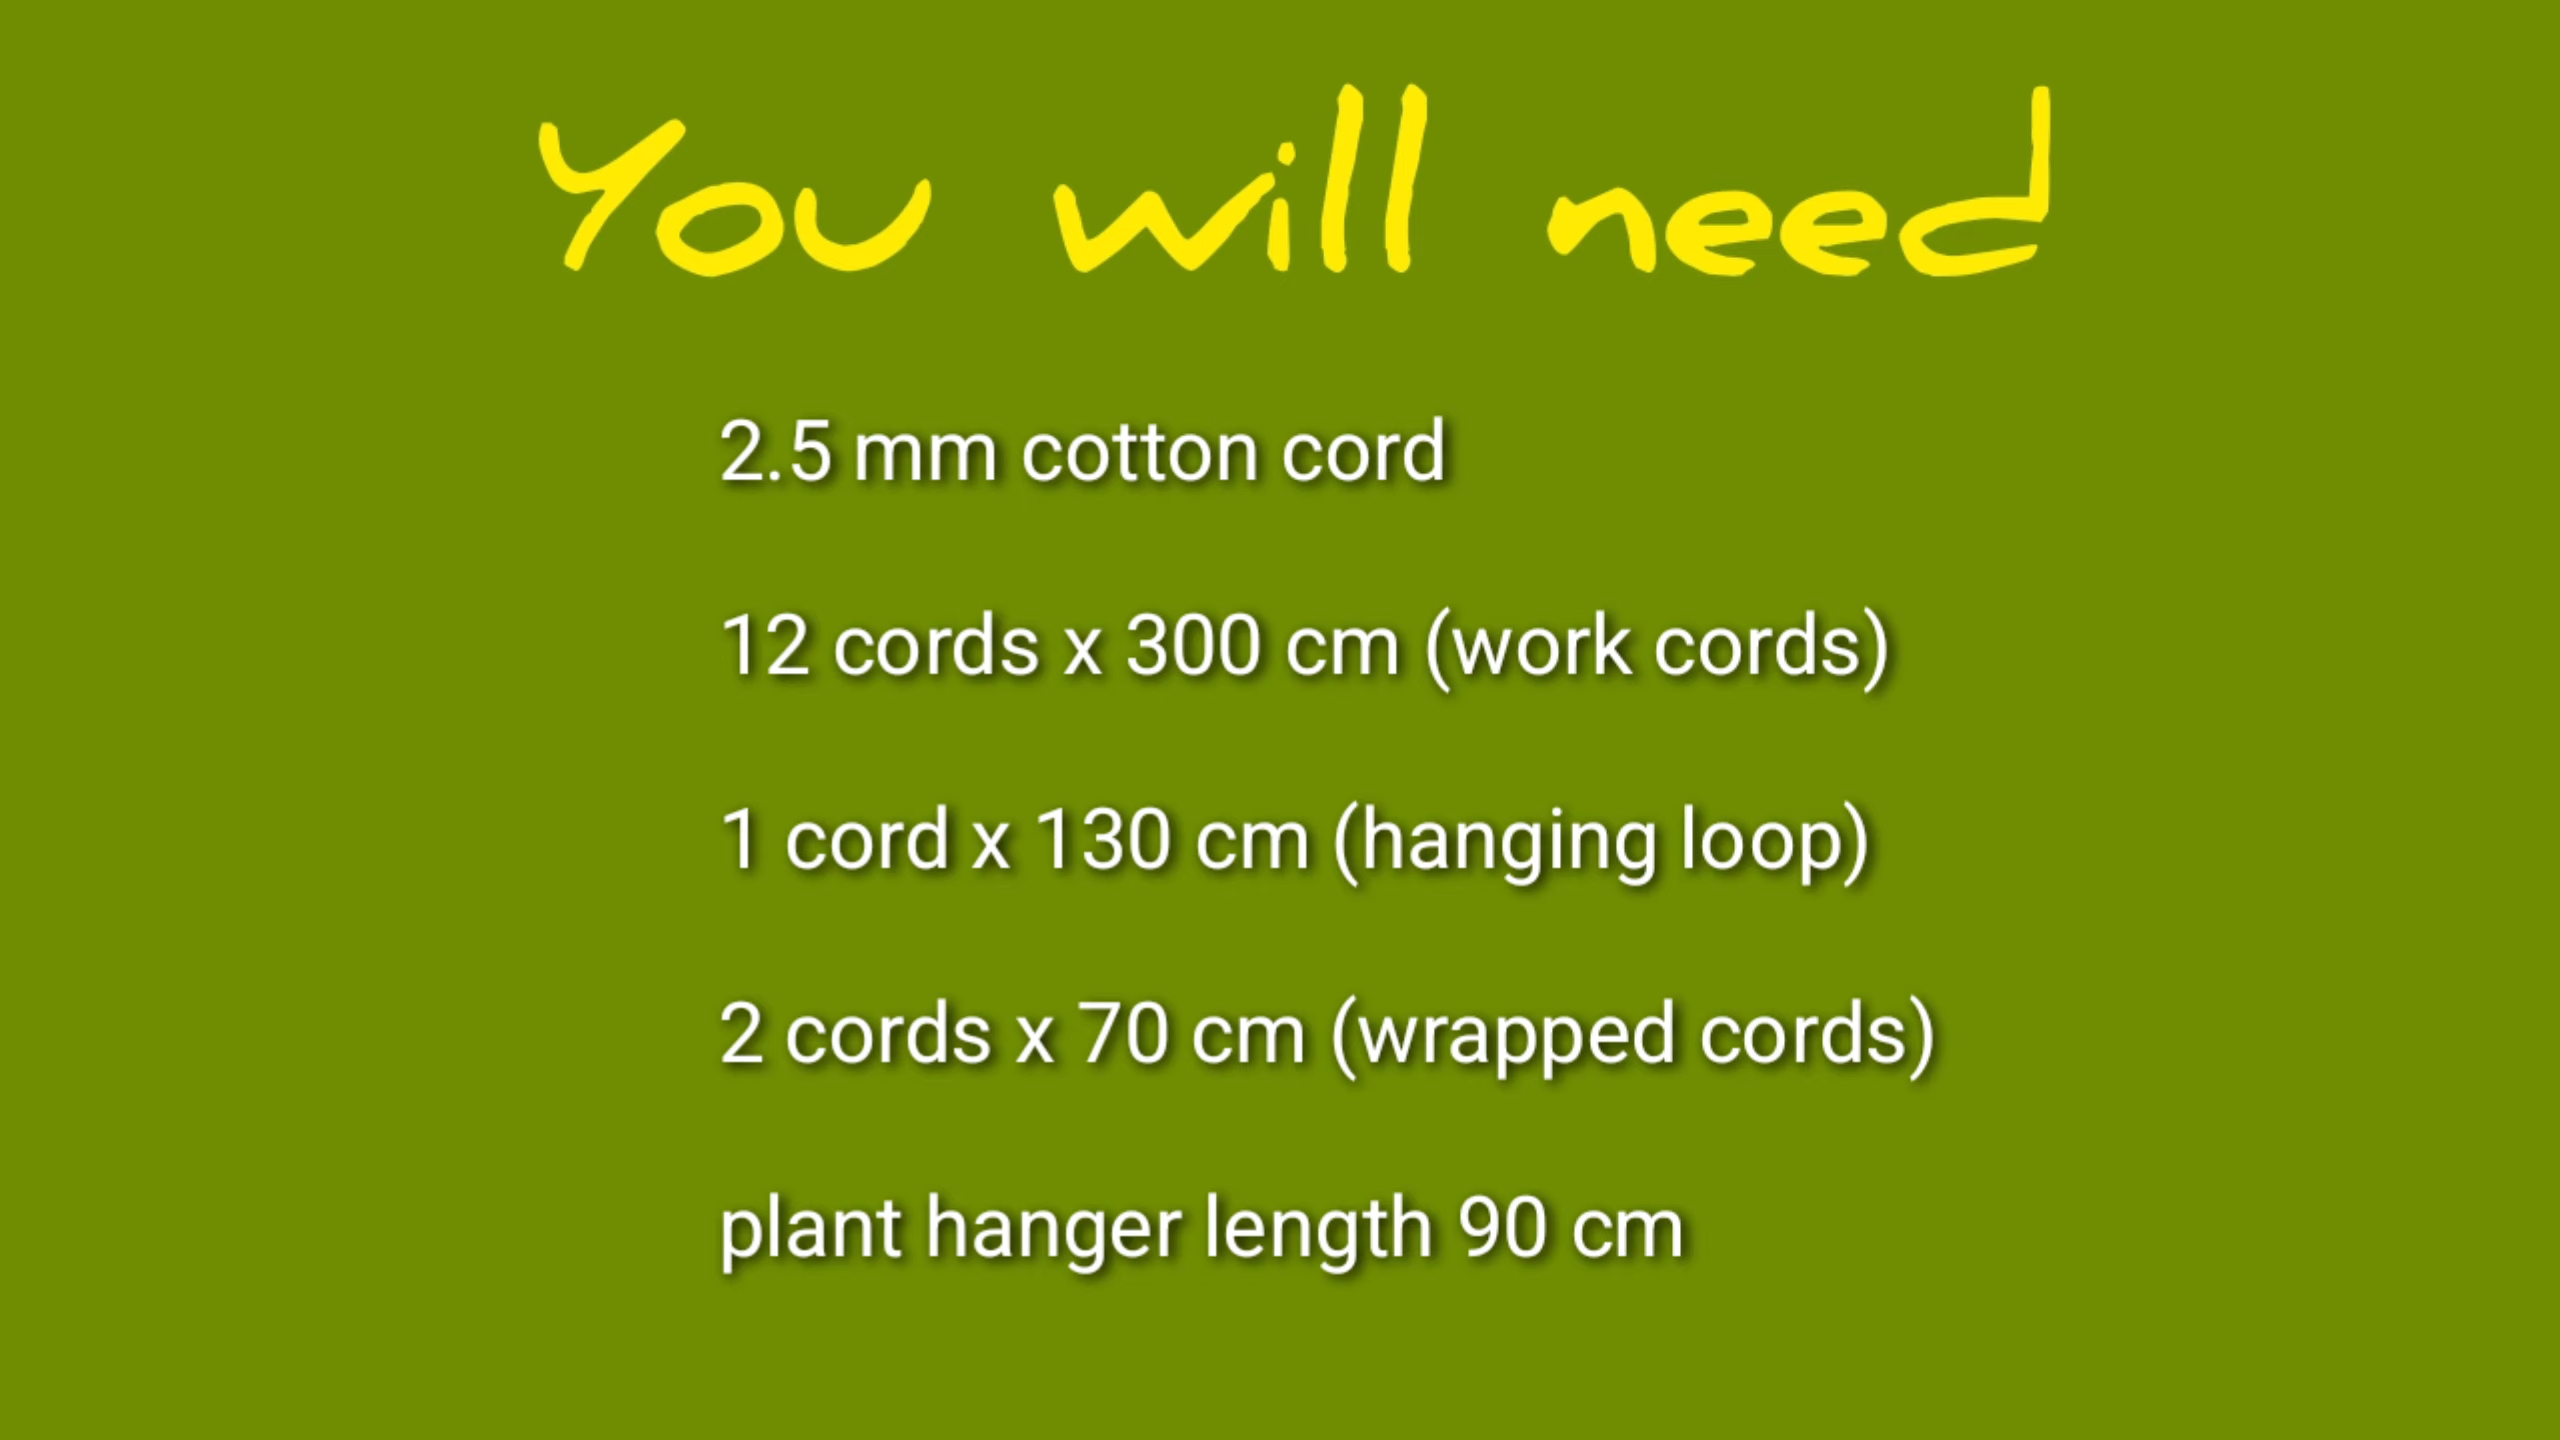 You will need
2.5 mm cotton cord
12 cords x 300 cm (work cords)
1 cord x 130 cm (hanging loop)
2 cords x 70 cm (wrapped cords)
plant hanger length 90 cm